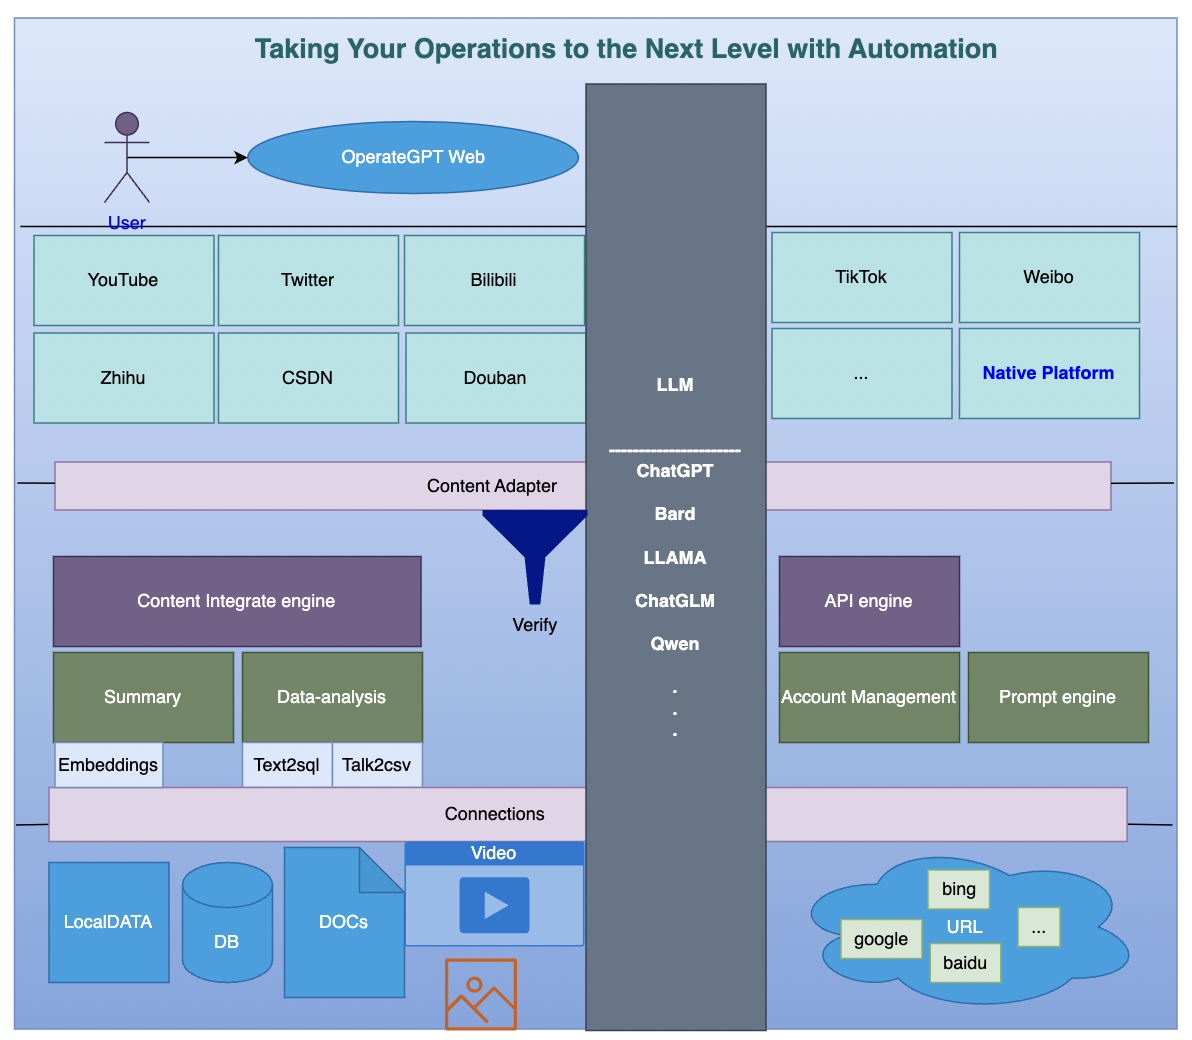 Taking Your Operations to the Next Level with Automation
OperateGPT Web
User
YouTube
Twitter
Bilibili
TikTok
Weibo
Zhihu
CSDN
Douban
...
Native Platform
LLM
----------------------
ChatGPT
Bard
LLAMA
ChatGLM
Qwen
.
.
.
Content Adapter
Verify
Content Integrate engine
API engine
Summary
Data-analysis
Account Management
Prompt engine
Embeddings
Text2sql
Talk2csv
Connections
LocalDATA
DB
DOCs
Video
bing
URL
...
google
baidu